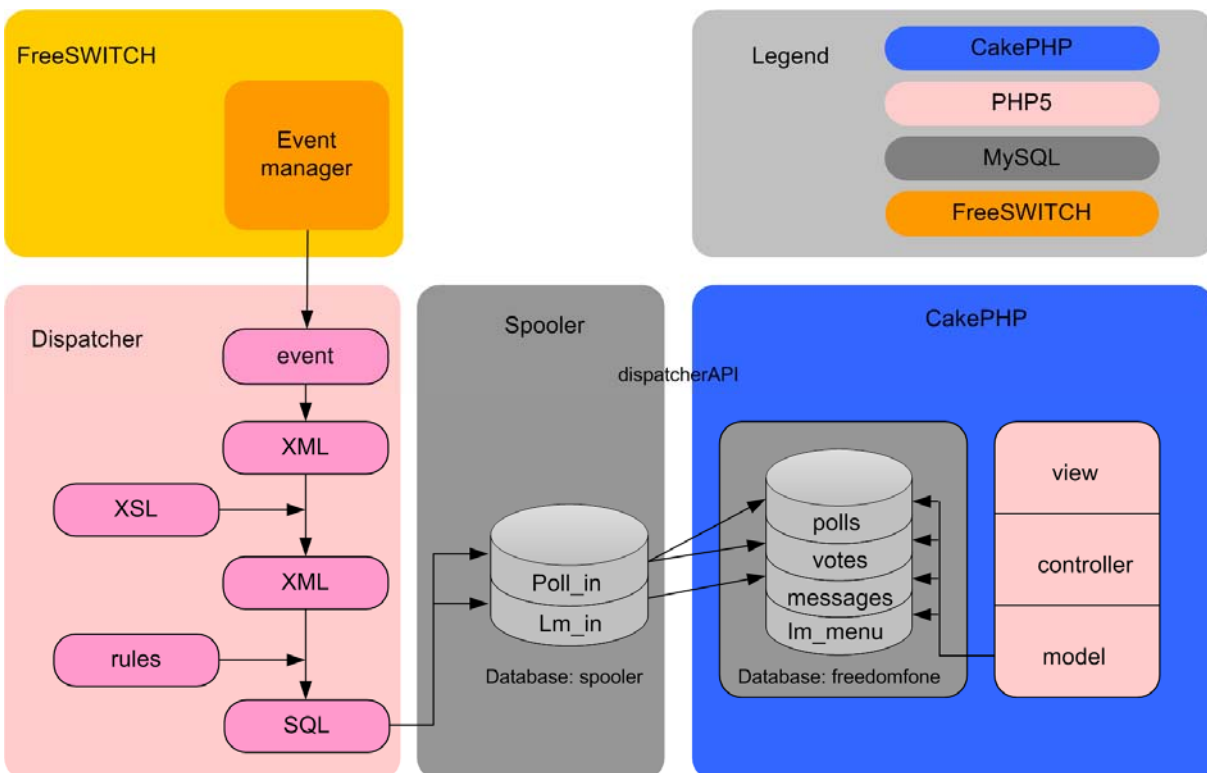 FreeSWITCH
Event
manager
Legend
CakePHP
PHP5
MySQL
FreeSWITCH
Dispatcher
event
XML
XSL
XML
rules
SQL
Spooler
Poll_in
Lm_in
Database: spooler
dispatcherAPI
CakePHP
polls
votes
messages
lm_menu
Database: freedomfone
view
controller
model